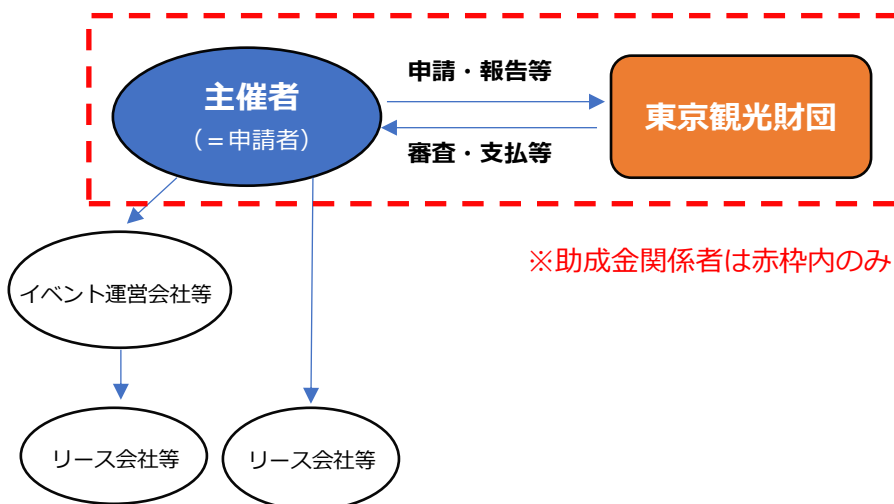 主催者
（＝申請者）
申請・報告等
審査・支払等
東京観光財団
※助成金関係者は赤枠内のみ
イベント運営会社等
リース会社等
リース会社等